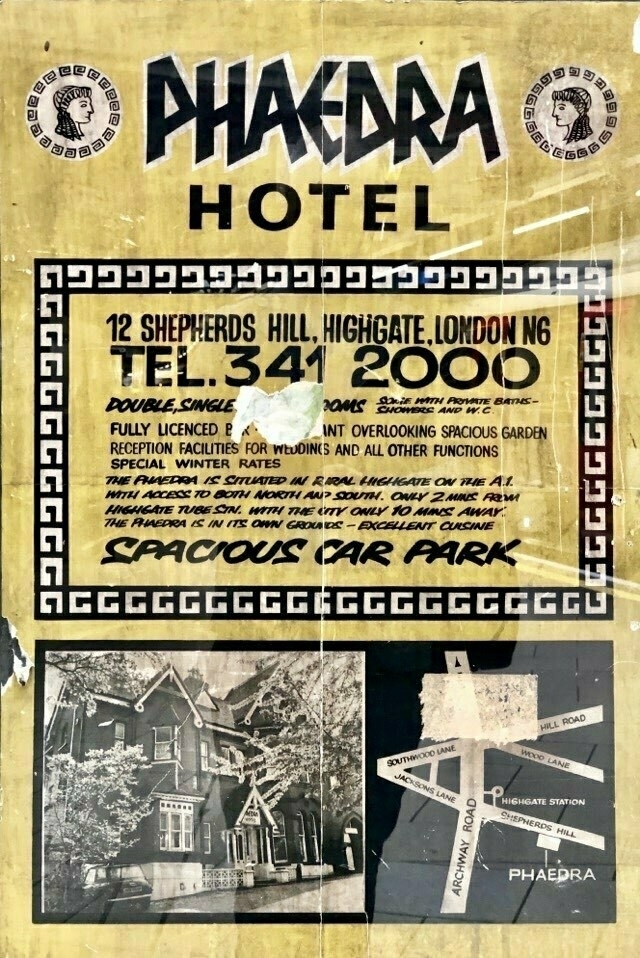 PHAEDRA
HOTEL
12 SHEPHERDS HILL, HIGHGATE, LONDON N6
TEL. 341 2000
DOUBLE, SINGLE
SOME WITH PRIVATE BATHS-
SHOWERS AND W.C.
FULLY LICENCED OVERLOOKING SPACIOUS GARDEN
RECEPTION FACILITIES FOR WEDDINGS AND ALL OTHER FUNCTIONS
SPECIAL WINTER RATES
THE PHAEDRA IS SITUATED IN RURAL HIGHGATE ON THE A.1.
WITH ACCESS TO BOTH NORTH AND SOUTH. ONLY 2 MINS FROM
HIGHGATE TUBE STN. WITH THE CITY ONLY 10 MINS AWAY.
THE PHAEDRA IS IN ITS OWN GROUNDS - EXCELLENT CUISINE
SPACIOUS CAR PARK
HILL ROAD
SOUTHWOOD LANE
WOOD LANE
JACKSONS LANE
HIGHGATE STATION
SHEPHERDS HILL
ARCHWAY ROAD
PHAEDRA